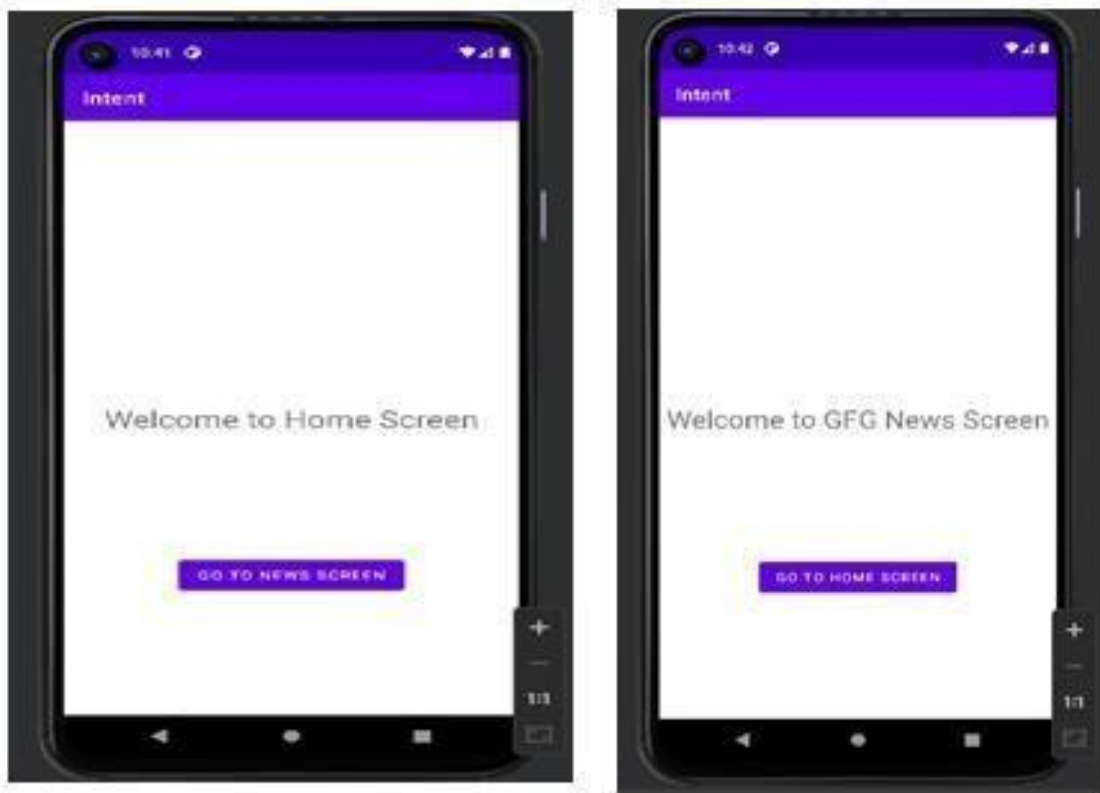 10:41
Intent
Welcome to Home Screen
GO TO NEWS SCREEN
1:1
10:42
Intent
Welcome to GFG News Screen
GO TO HOME SCREEN
1:1